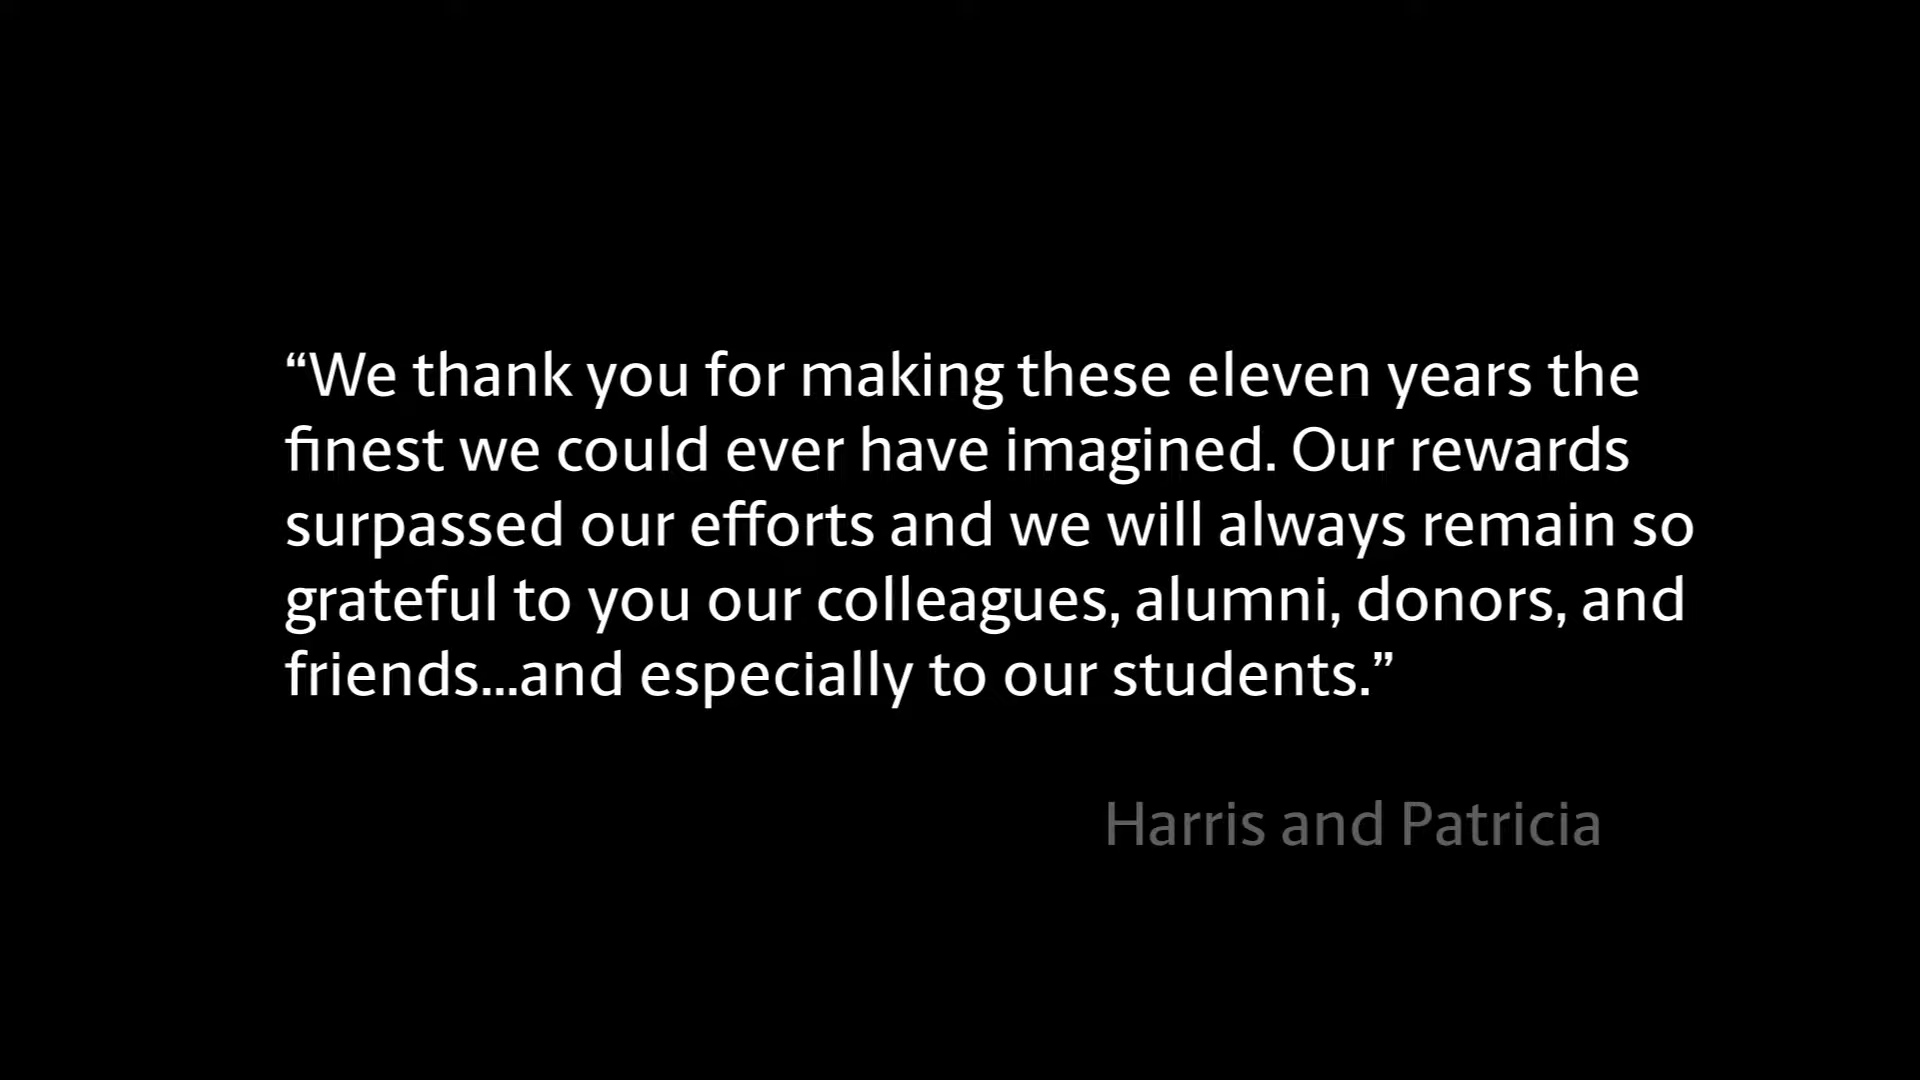 “We thank you for making these eleven years the
finest we could ever have imagined. Our rewards
surpassed our efforts and we will always remain so
grateful to you our colleagues, alumni, donors, and
friends...and especially to our students.”
Harris and Patricia